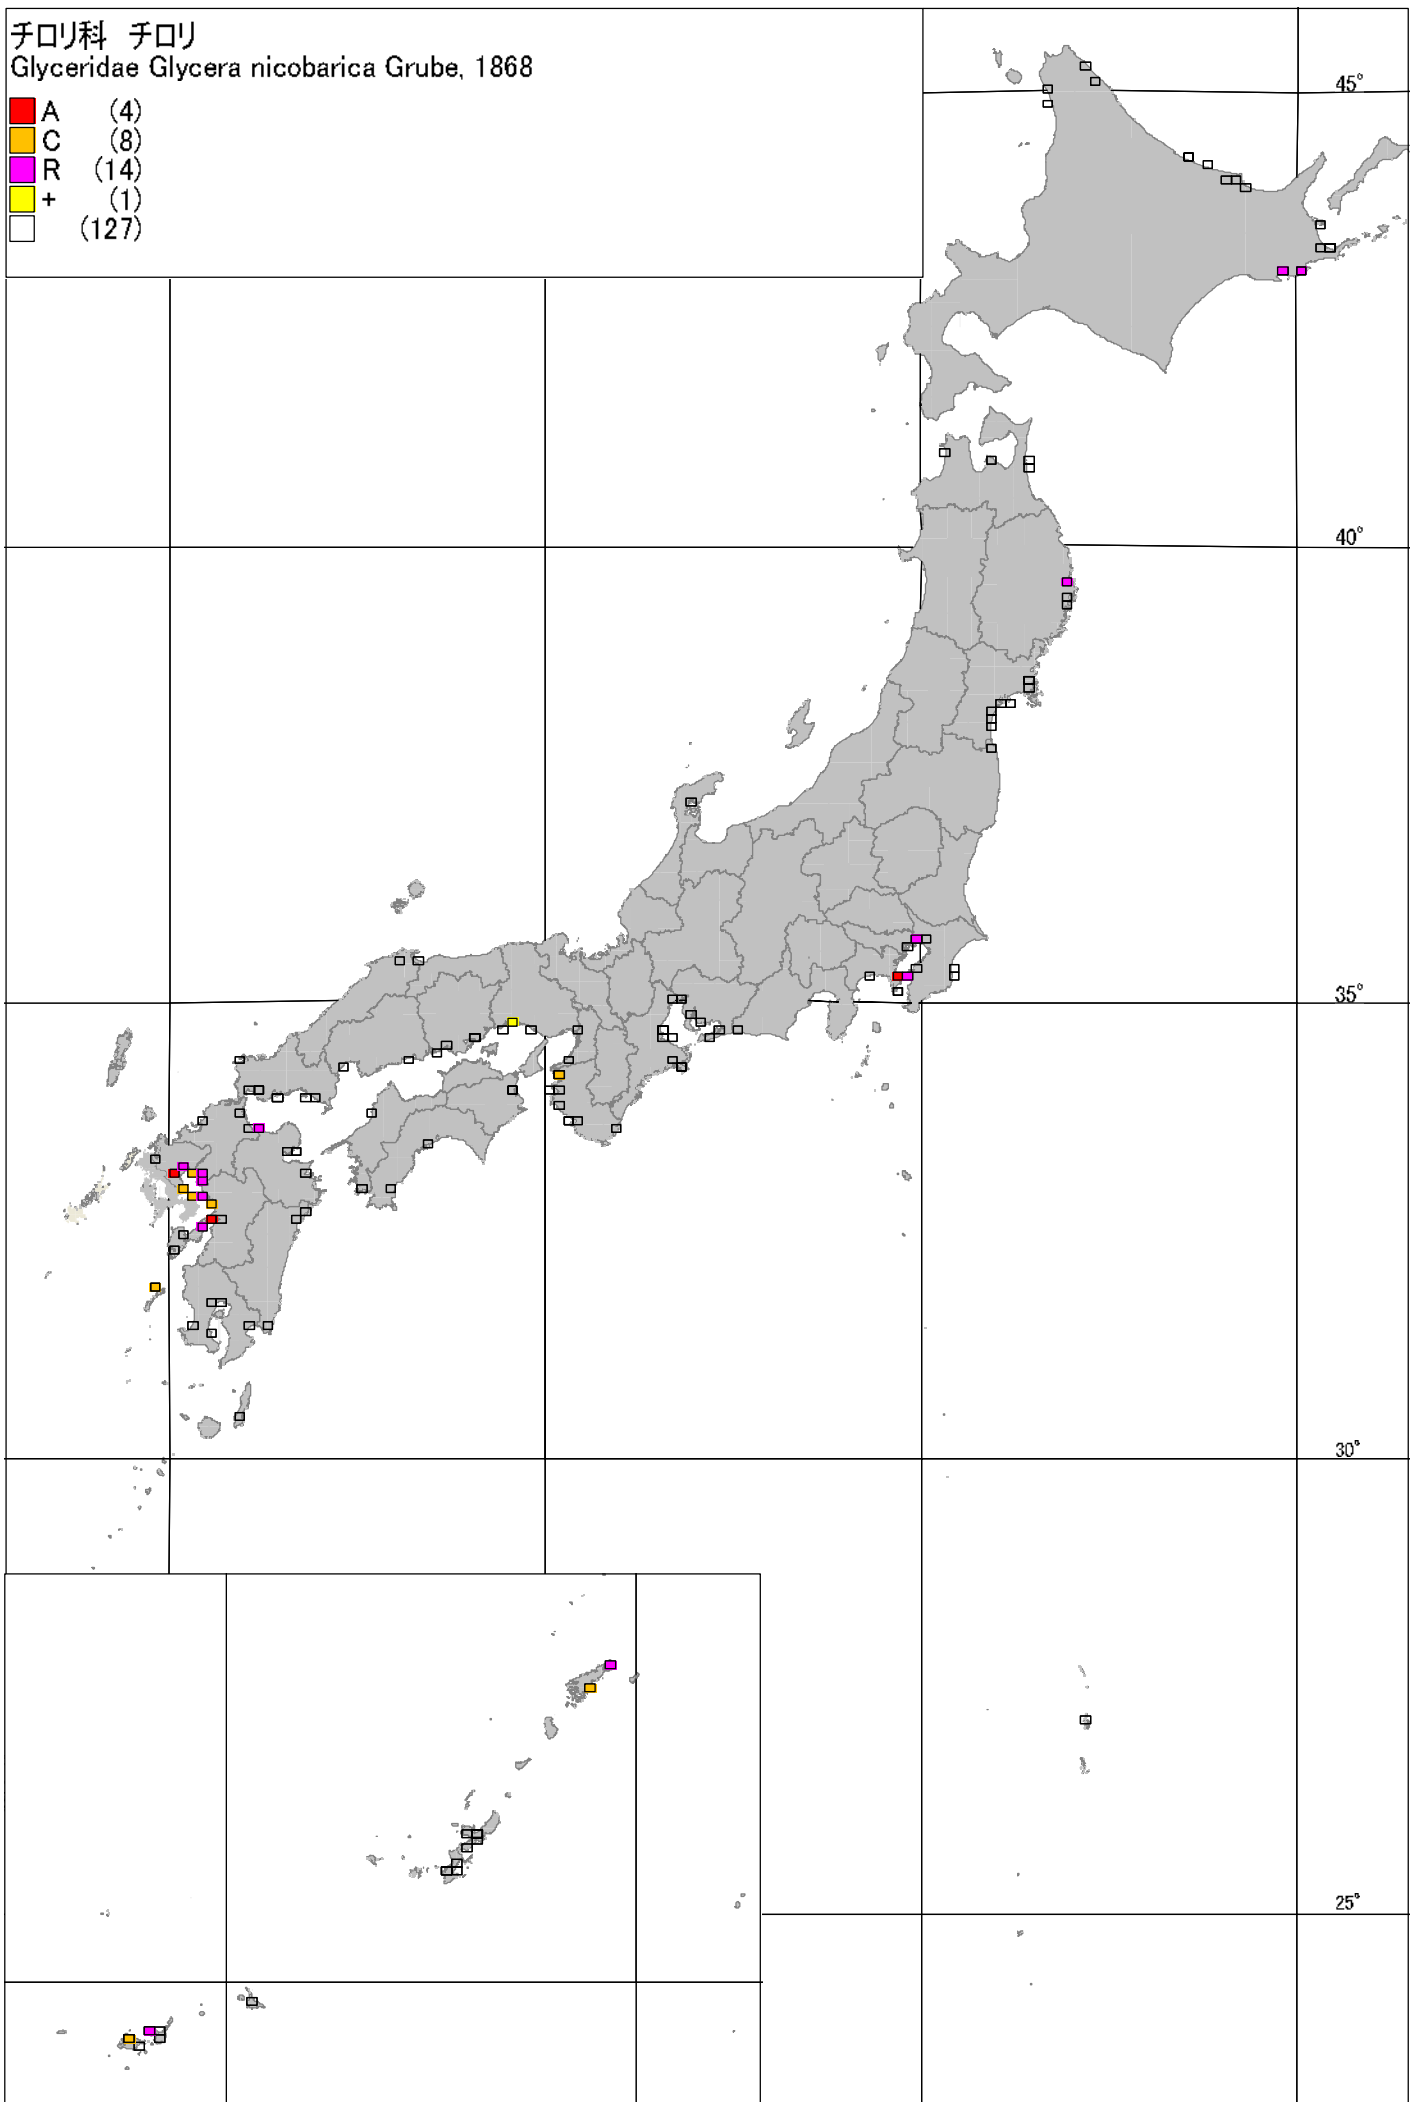 チロリ科 チロリ
Glyceridae Glycera nicobarica Grube, 1868
A (4)
C (8)
R (14)
+ (1)
(127)
45°
40°
35°
30°
25°